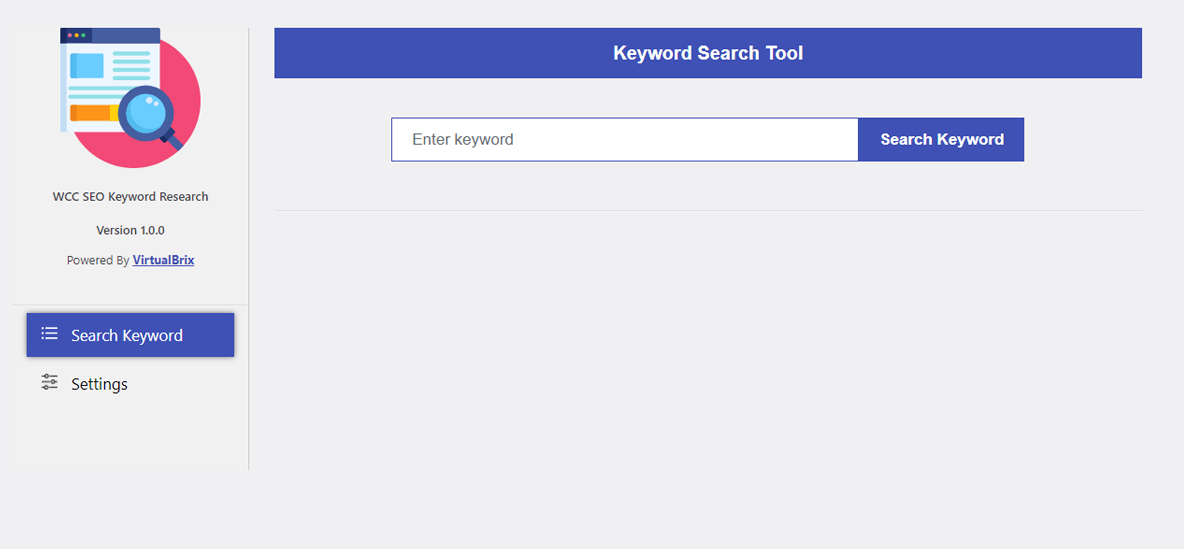 WCC SEO Keyword Research
Version 1.0.0
Powered By VirtualBrix
Search Keyword
Settings
Keyword Search Tool
Enter keyword
Search Keyword